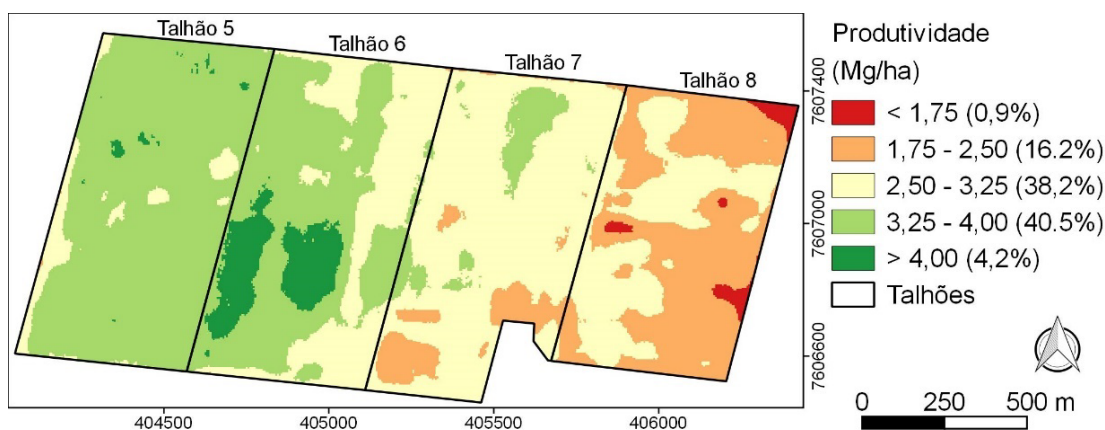 Talhão 5
Talhão 6
Talhão 7
Talhão 8
7607400
7607000
7606600
404500
405000
405500
406000
Produtividade
(Mg/ha)
< 1,75 (0,9%)
1,75 - 2,50 (16.2%)
2,50 - 3,25 (38,2%)
3,25 - 4,00 (40.5%)
> 4,00 (4,2%)
Talhões
0 250 500 m